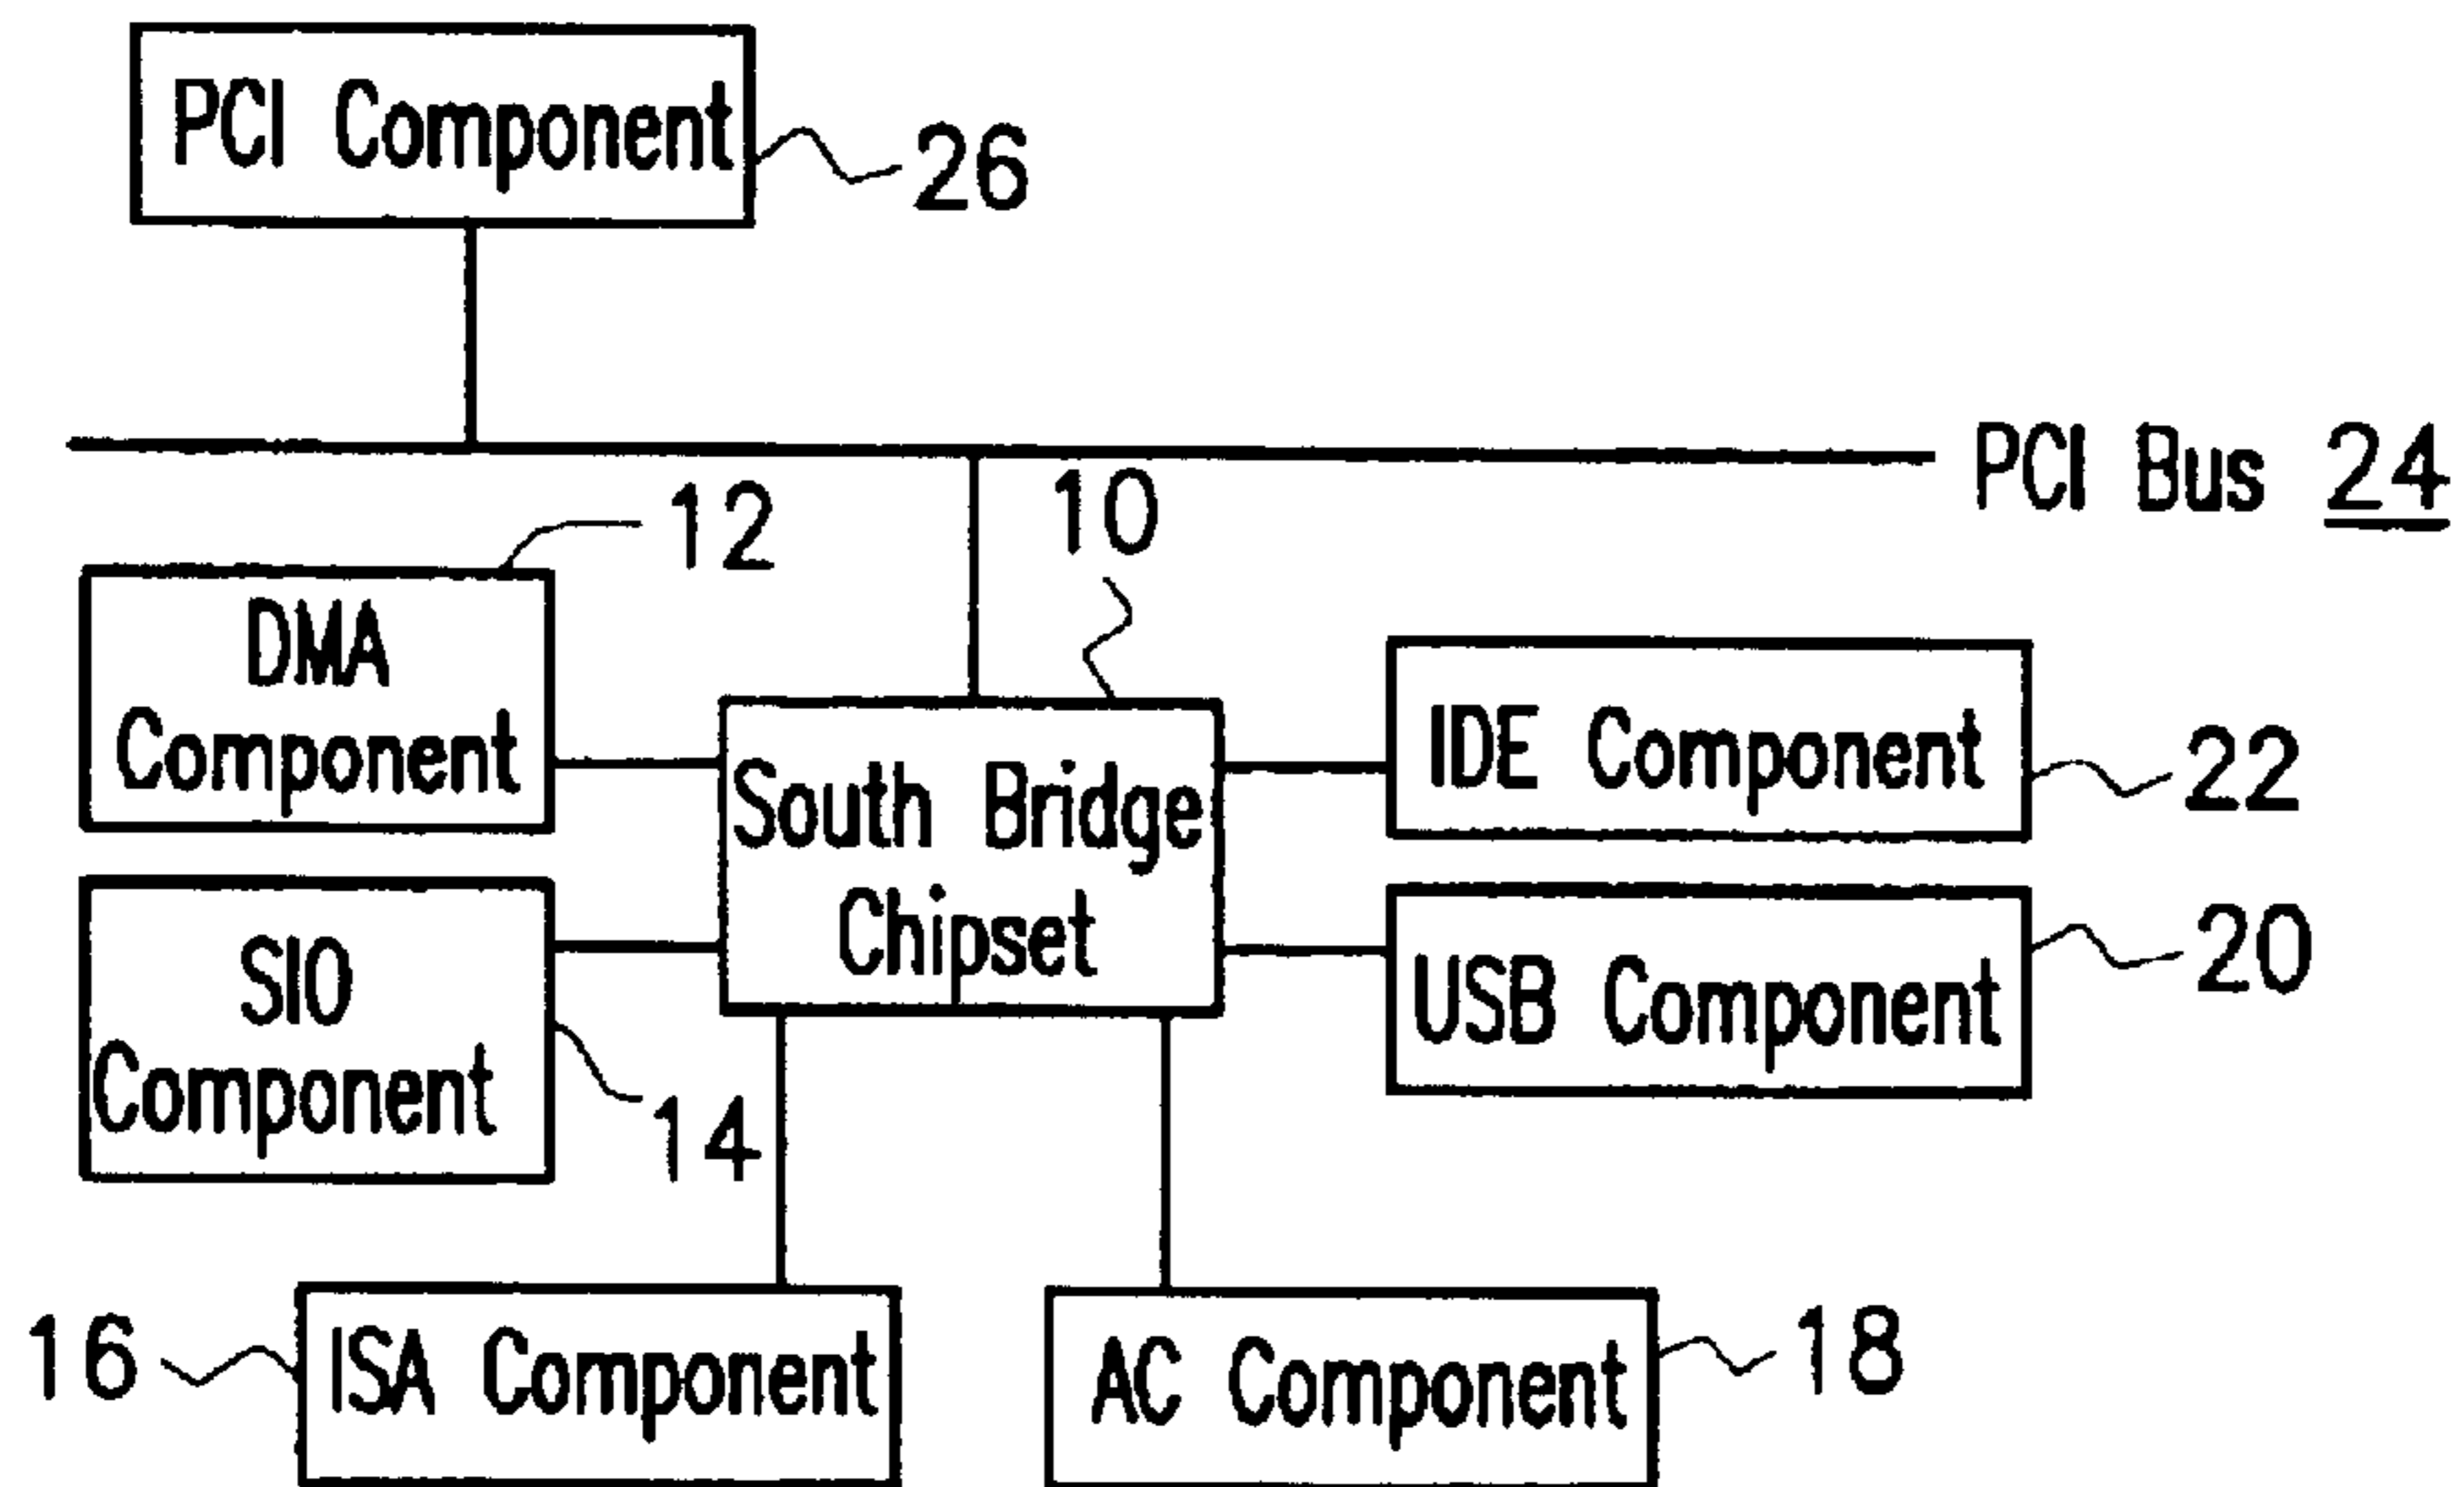 PCI Component
26
PCI Bus 24
12
10
DMA
Component
South Bridge
Chipset
IDE Component
22
SIO
Component
14
USB Component
20
16
ISA Component
AC Component
18